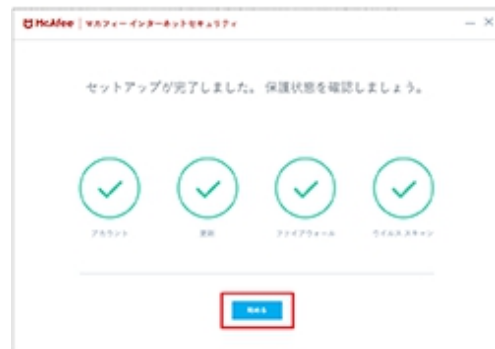 McAfee | マカフィー インターネットセキュリティ
セットアップが完了しました。 保護状態を確認しましょう。
アカウント 更新 ファイアウォール ウイルス スキャン
始める